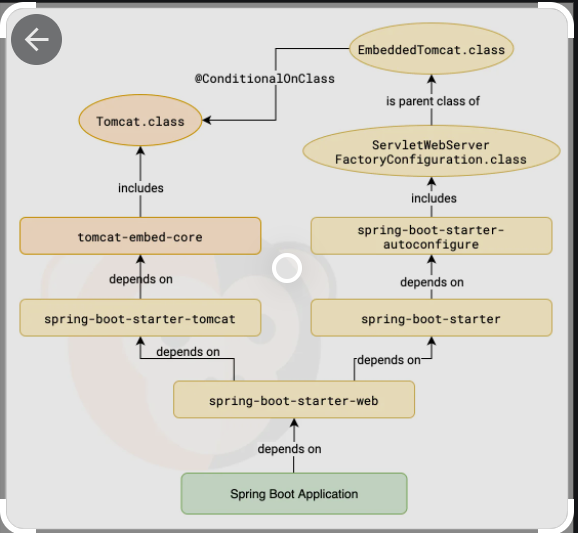 EmbeddedTomcat.class
@ConditionalOnClass
Tomcat.class
is parent class of
ServletWebServer
FactoryConfiguration.class
includes
includes
tomcat-embed-core
spring-boot-starter-
autoconfigure
depends on
depends on
spring-boot-starter-tomcat
spring-boot-starter
depends on
depends on
spring-boot-starter-web
depends on
Spring Boot Application